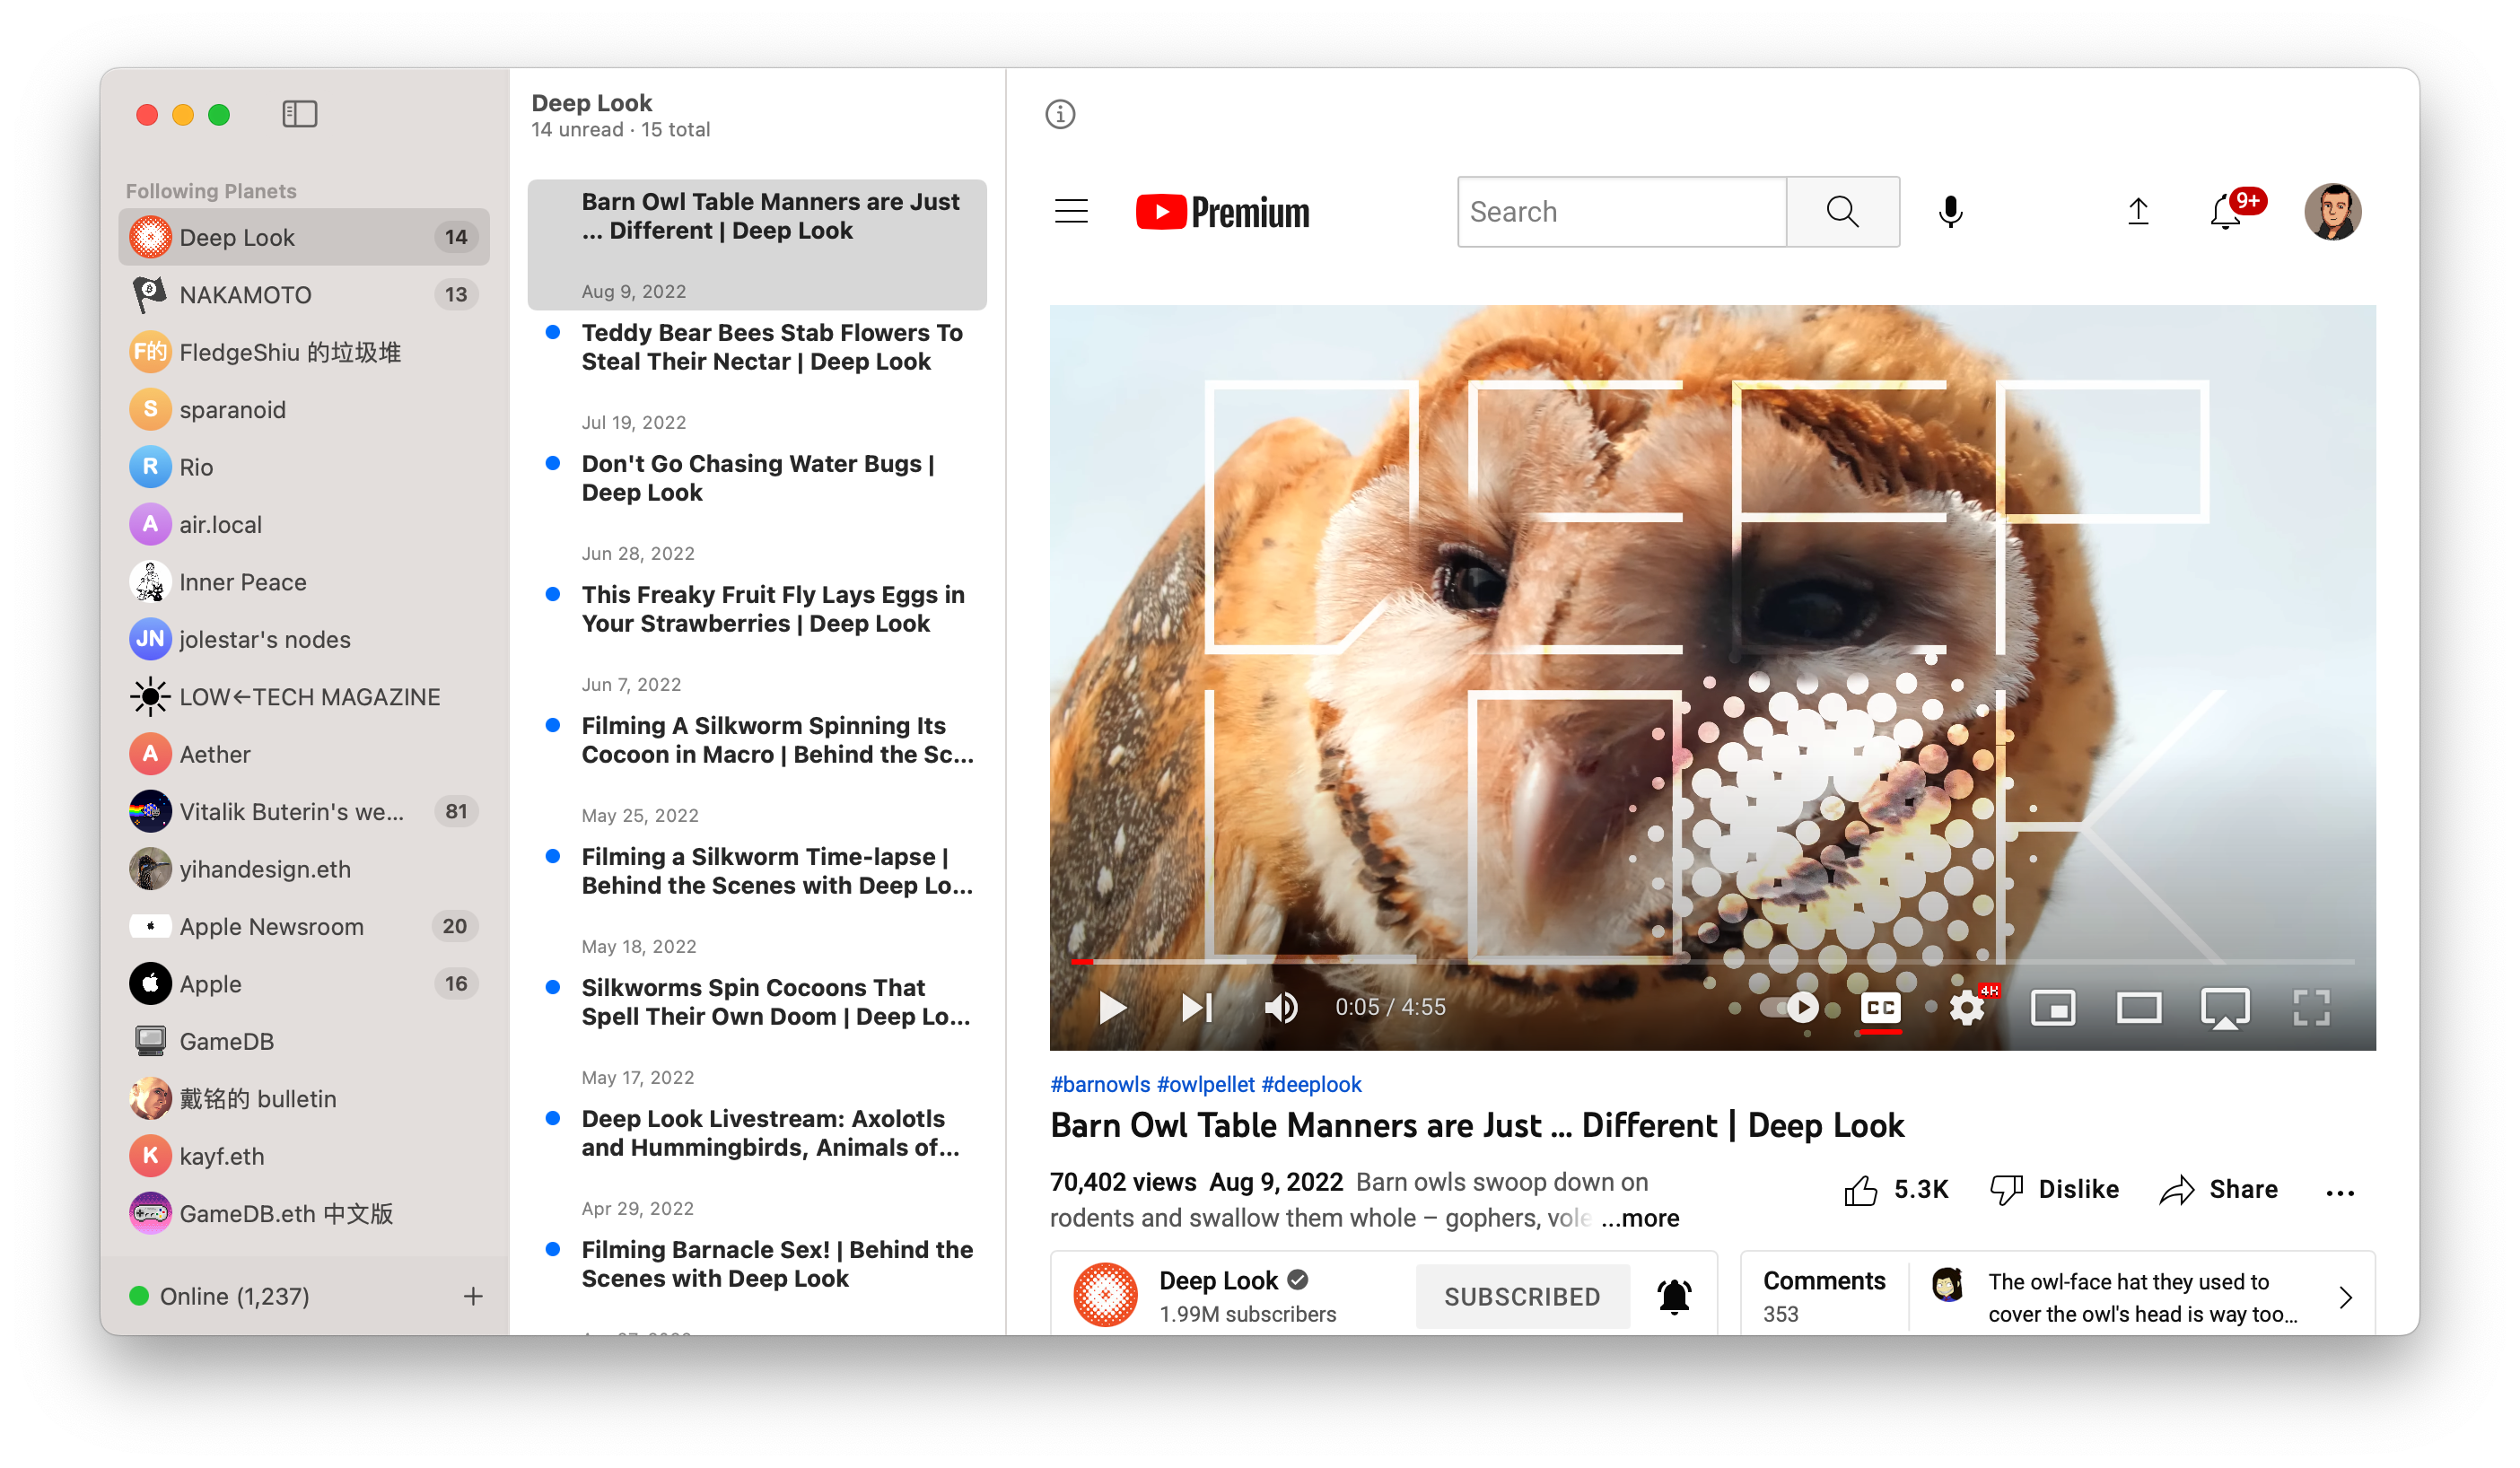 Following Planets
Deep Look 14
NAKAMOTO 13
F的 FledgeShiu 的垃圾堆
S sparanoid
R Rio
A air.local
Inner Peace
JN jolestar's nodes
LOW←TECH MAGAZINE
A Aether
Vitalik Buterin's we... 81
yihandesign.eth
Apple Newsroom 20
Apple 16
GameDB
戴铭的 bulletin
K kayf.eth
GameDB.eth 中文版
Online (1,237)
Deep Look
14 unread · 15 total
Barn Owl Table Manners are Just
... Different | Deep Look
Aug 9, 2022
Teddy Bear Bees Stab Flowers To
Steal Their Nectar | Deep Look
Jul 19, 2022
Don't Go Chasing Water Bugs |
Deep Look
Jun 28, 2022
This Freaky Fruit Fly Lays Eggs in
Your Strawberries | Deep Look
Jun 7, 2022
Filming A Silkworm Spinning Its
Cocoon in Macro | Behind the Sc...
May 25, 2022
Filming a Silkworm Time-lapse |
Behind the Scenes with Deep Lo...
May 18, 2022
Silkworms Spin Cocoons That
Spell Their Own Doom | Deep Lo...
May 17, 2022
Deep Look Livestream: Axolotls
and Hummingbirds, Animals of...
Apr 29, 2022
Filming Barnacle Sex! | Behind the
Scenes with Deep Look
Premium
Search
9+
DEEP
LOOK
0:05 / 4:55
CC
4K
#barnowls #owlpellet #deeplook
Barn Owl Table Manners are Just ... Different | Deep Look
70,402 views Aug 9, 2022 Barn owls swoop down on
rodents and swallow them whole – gophers, vole ...more
5.3K Dislike Share
Deep Look
1.99M subscribers
SUBSCRIBED
Comments
353
The owl-face hat they used to
cover the owl's head is way too...